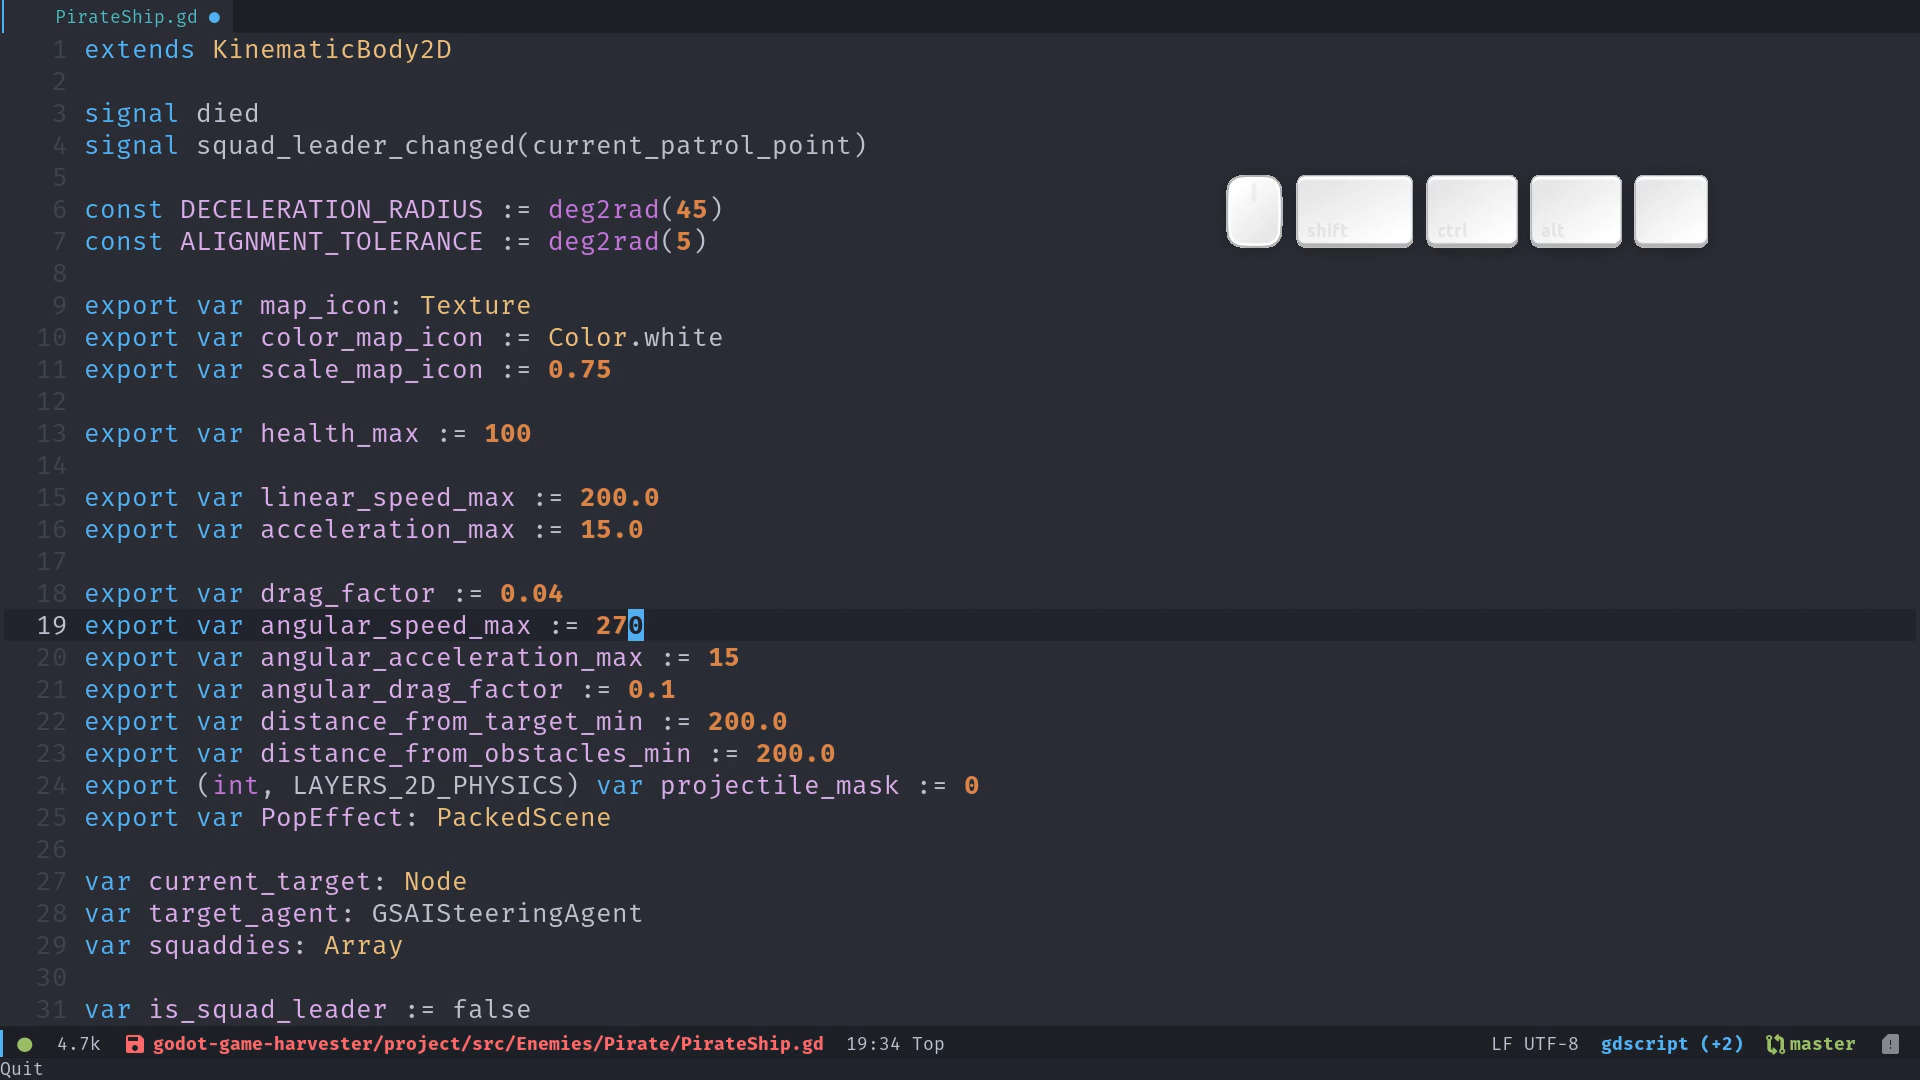 PirateShip.gd
1 extends KinematicBody2D
2
3 signal died
4 signal squad_leader_changed(current_patrol_point)
5
6 const DECELERATION_RADIUS := deg2rad(45)
7 const ALIGNMENT_TOLERANCE := deg2rad(5)
8
9 export var map_icon: Texture
10 export var color_map_icon := Color.white
11 export var scale_map_icon := 0.75
12
13 export var health_max := 100
14
15 export var linear_speed_max := 200.0
16 export var acceleration_max := 15.0
17
18 export var drag_factor := 0.04
19 export var angular_speed_max := 270
20 export var angular_acceleration_max := 15
21 export var angular_drag_factor := 0.1
22 export var distance_from_target_min := 200.0
23 export var distance_from_obstacles_min := 200.0
24 export (int, LAYERS_2D_PHYSICS) var projectile_mask := 0
25 export var PopEffect: PackedScene
26
27 var current_target: Node
28 var target_agent: GSAISteeringAgent
29 var squaddies: Array
30
31 var is_squad_leader := false
shift ctrl alt
4.7k godot-game-harvester/project/src/Enemies/Pirate/PirateShip.gd 19:34 Top LF UTF-8 gdscript (+2) master
Quit